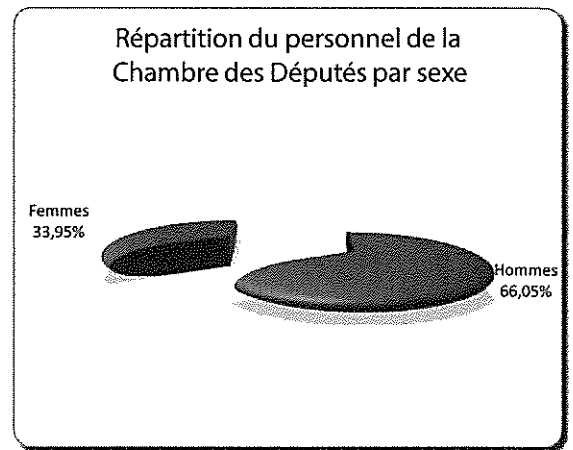 Répartition du personnel de la
Chambre des Députés par sexe
Femmes
33,95%
Hommes
66,05%